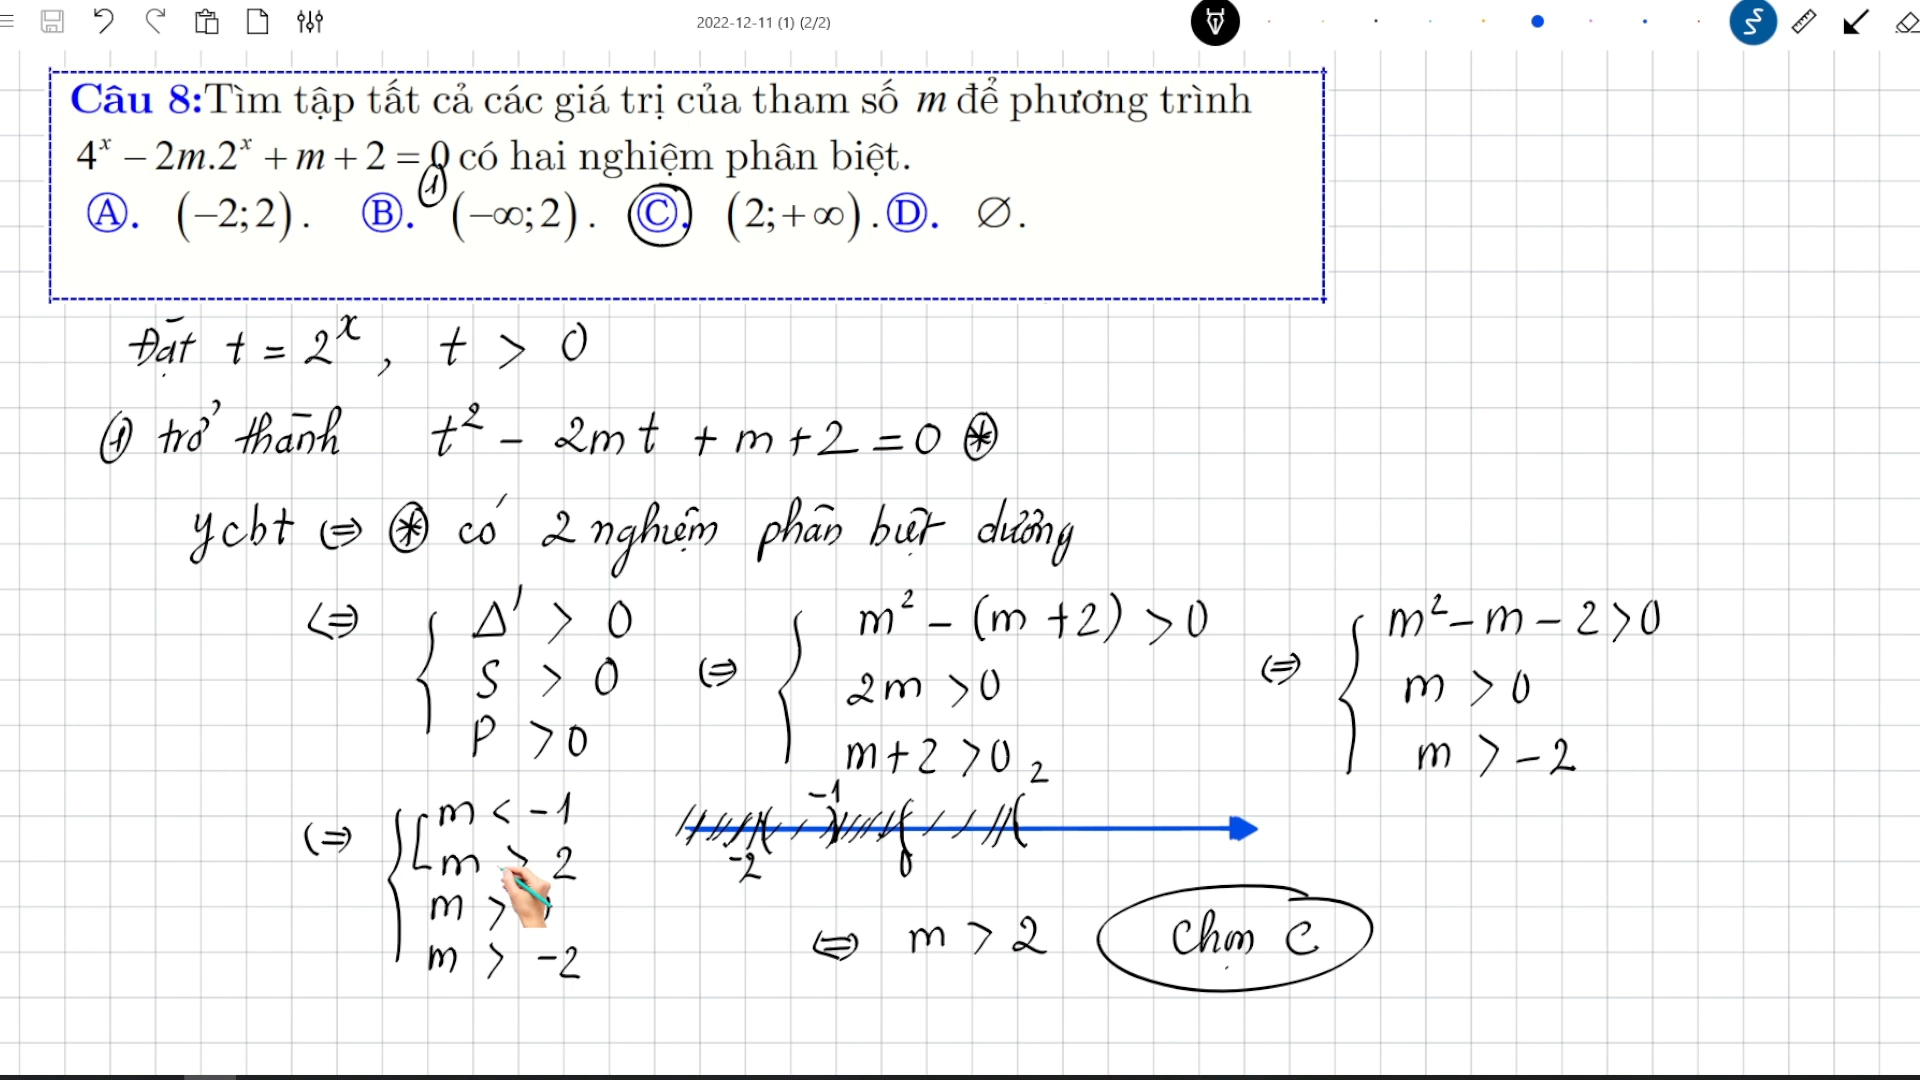 2022-12-11 (1) (2/2)
Câu 8:Tìm tập tất cả các giá trị của tham số m để phương trình
4^x − 2m.2^x + m + 2 = 0 có hai nghiệm phân biệt.
(1)
A. (−2;2). B. (−∞;2). C. (2;+∞). D. ∅.
Đặt t = 2^x, t > 0
(1) trở thành t² - 2mt + m + 2 = 0 (*)
ycbt ⇔ (*) có 2 nghiệm phân biệt dương
⇔ { Δ' > 0 ⇔ { m² - (m + 2) > 0 ⇔ { m² - m - 2 > 0
S > 0 2m > 0 m > 0
P > 0 m + 2 > 0 m > -2
⇔ { [ m < -1 -1 2
m > 2 -2 0
m >
m > -2
⇔ m > 2 Chọn C